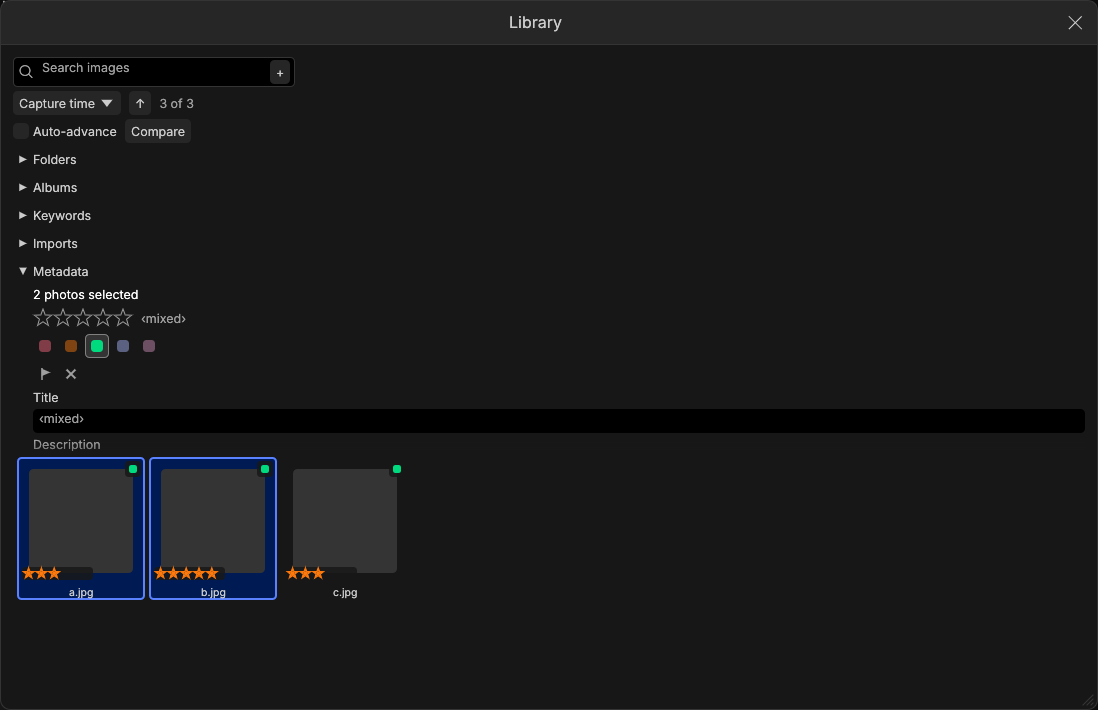 Library
Search images
+
Capture time
3 of 3
Auto-advance
Compare
Folders
Albums
Keywords
Imports
Metadata
2 photos selected
‹mixed›
Title
‹mixed›
Description
a.jpg
b.jpg
c.jpg